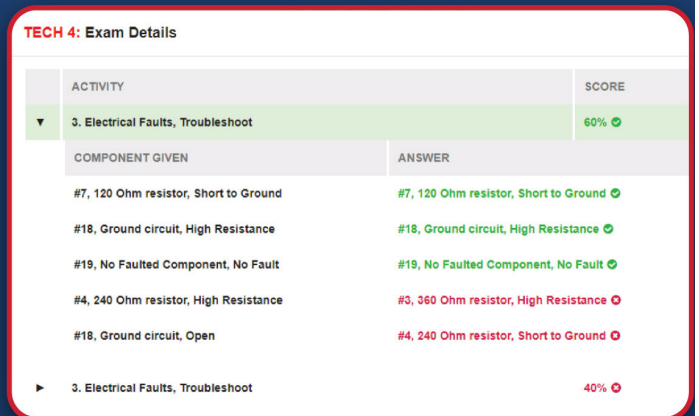 TECH 4: Exam Details
ACTIVITY SCORE
▼ 3. Electrical Faults, Troubleshoot 60%
COMPONENT GIVEN ANSWER
#7, 120 Ohm resistor, Short to Ground #7, 120 Ohm resistor, Short to Ground
#18, Ground circuit, High Resistance #18, Ground circuit, High Resistance
#19, No Faulted Component, No Fault #19, No Faulted Component, No Fault
#4, 240 Ohm resistor, High Resistance #3, 360 Ohm resistor, High Resistance
#18, Ground circuit, Open #4, 240 Ohm resistor, Short to Ground
► 3. Electrical Faults, Troubleshoot 40%